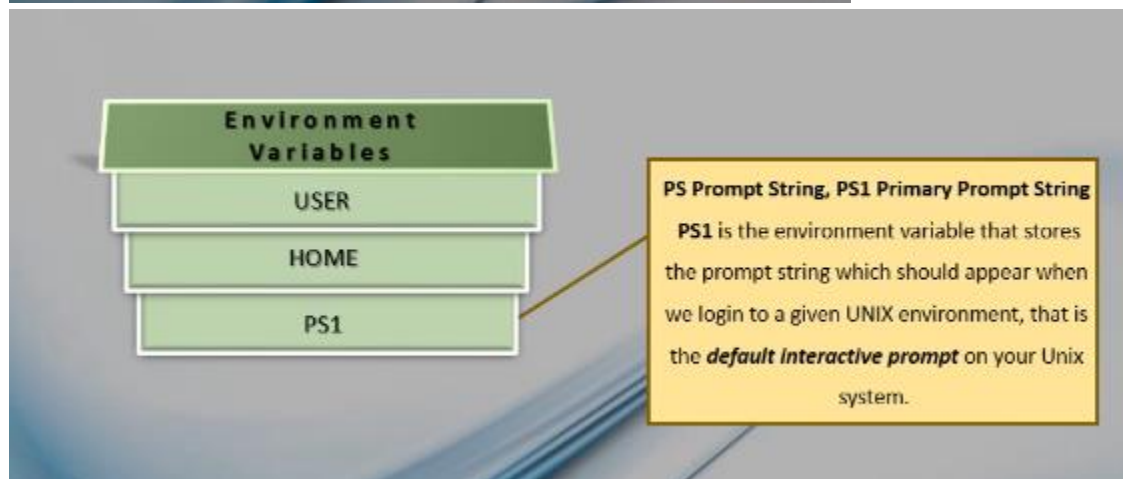 Environment
Variables
USER
HOME
PS1
PS Prompt String, PS1 Primary Prompt String
PS1 is the environment variable that stores
the prompt string which should appear when
we login to a given UNIX environment, that is
the default interactive prompt on your Unix
system.